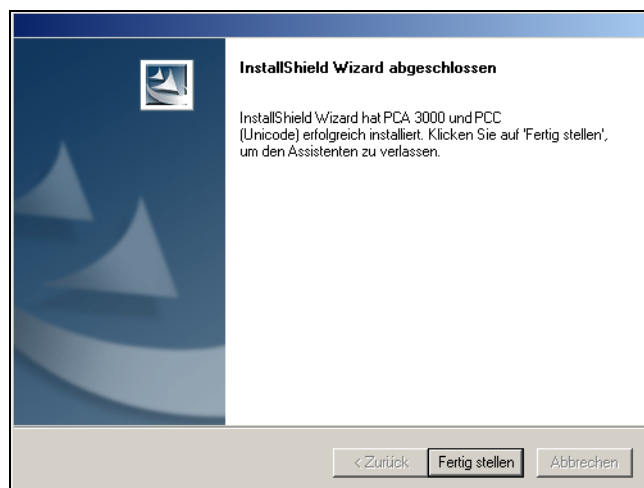 InstallShield Wizard abgeschlossen
InstallShield Wizard hat PCA 3000 und PCC
(Unicode) erfolgreich installiert. Klicken Sie auf 'Fertig stellen',
um den Assistenten zu verlassen.
< Zurück Fertig stellen Abbrechen